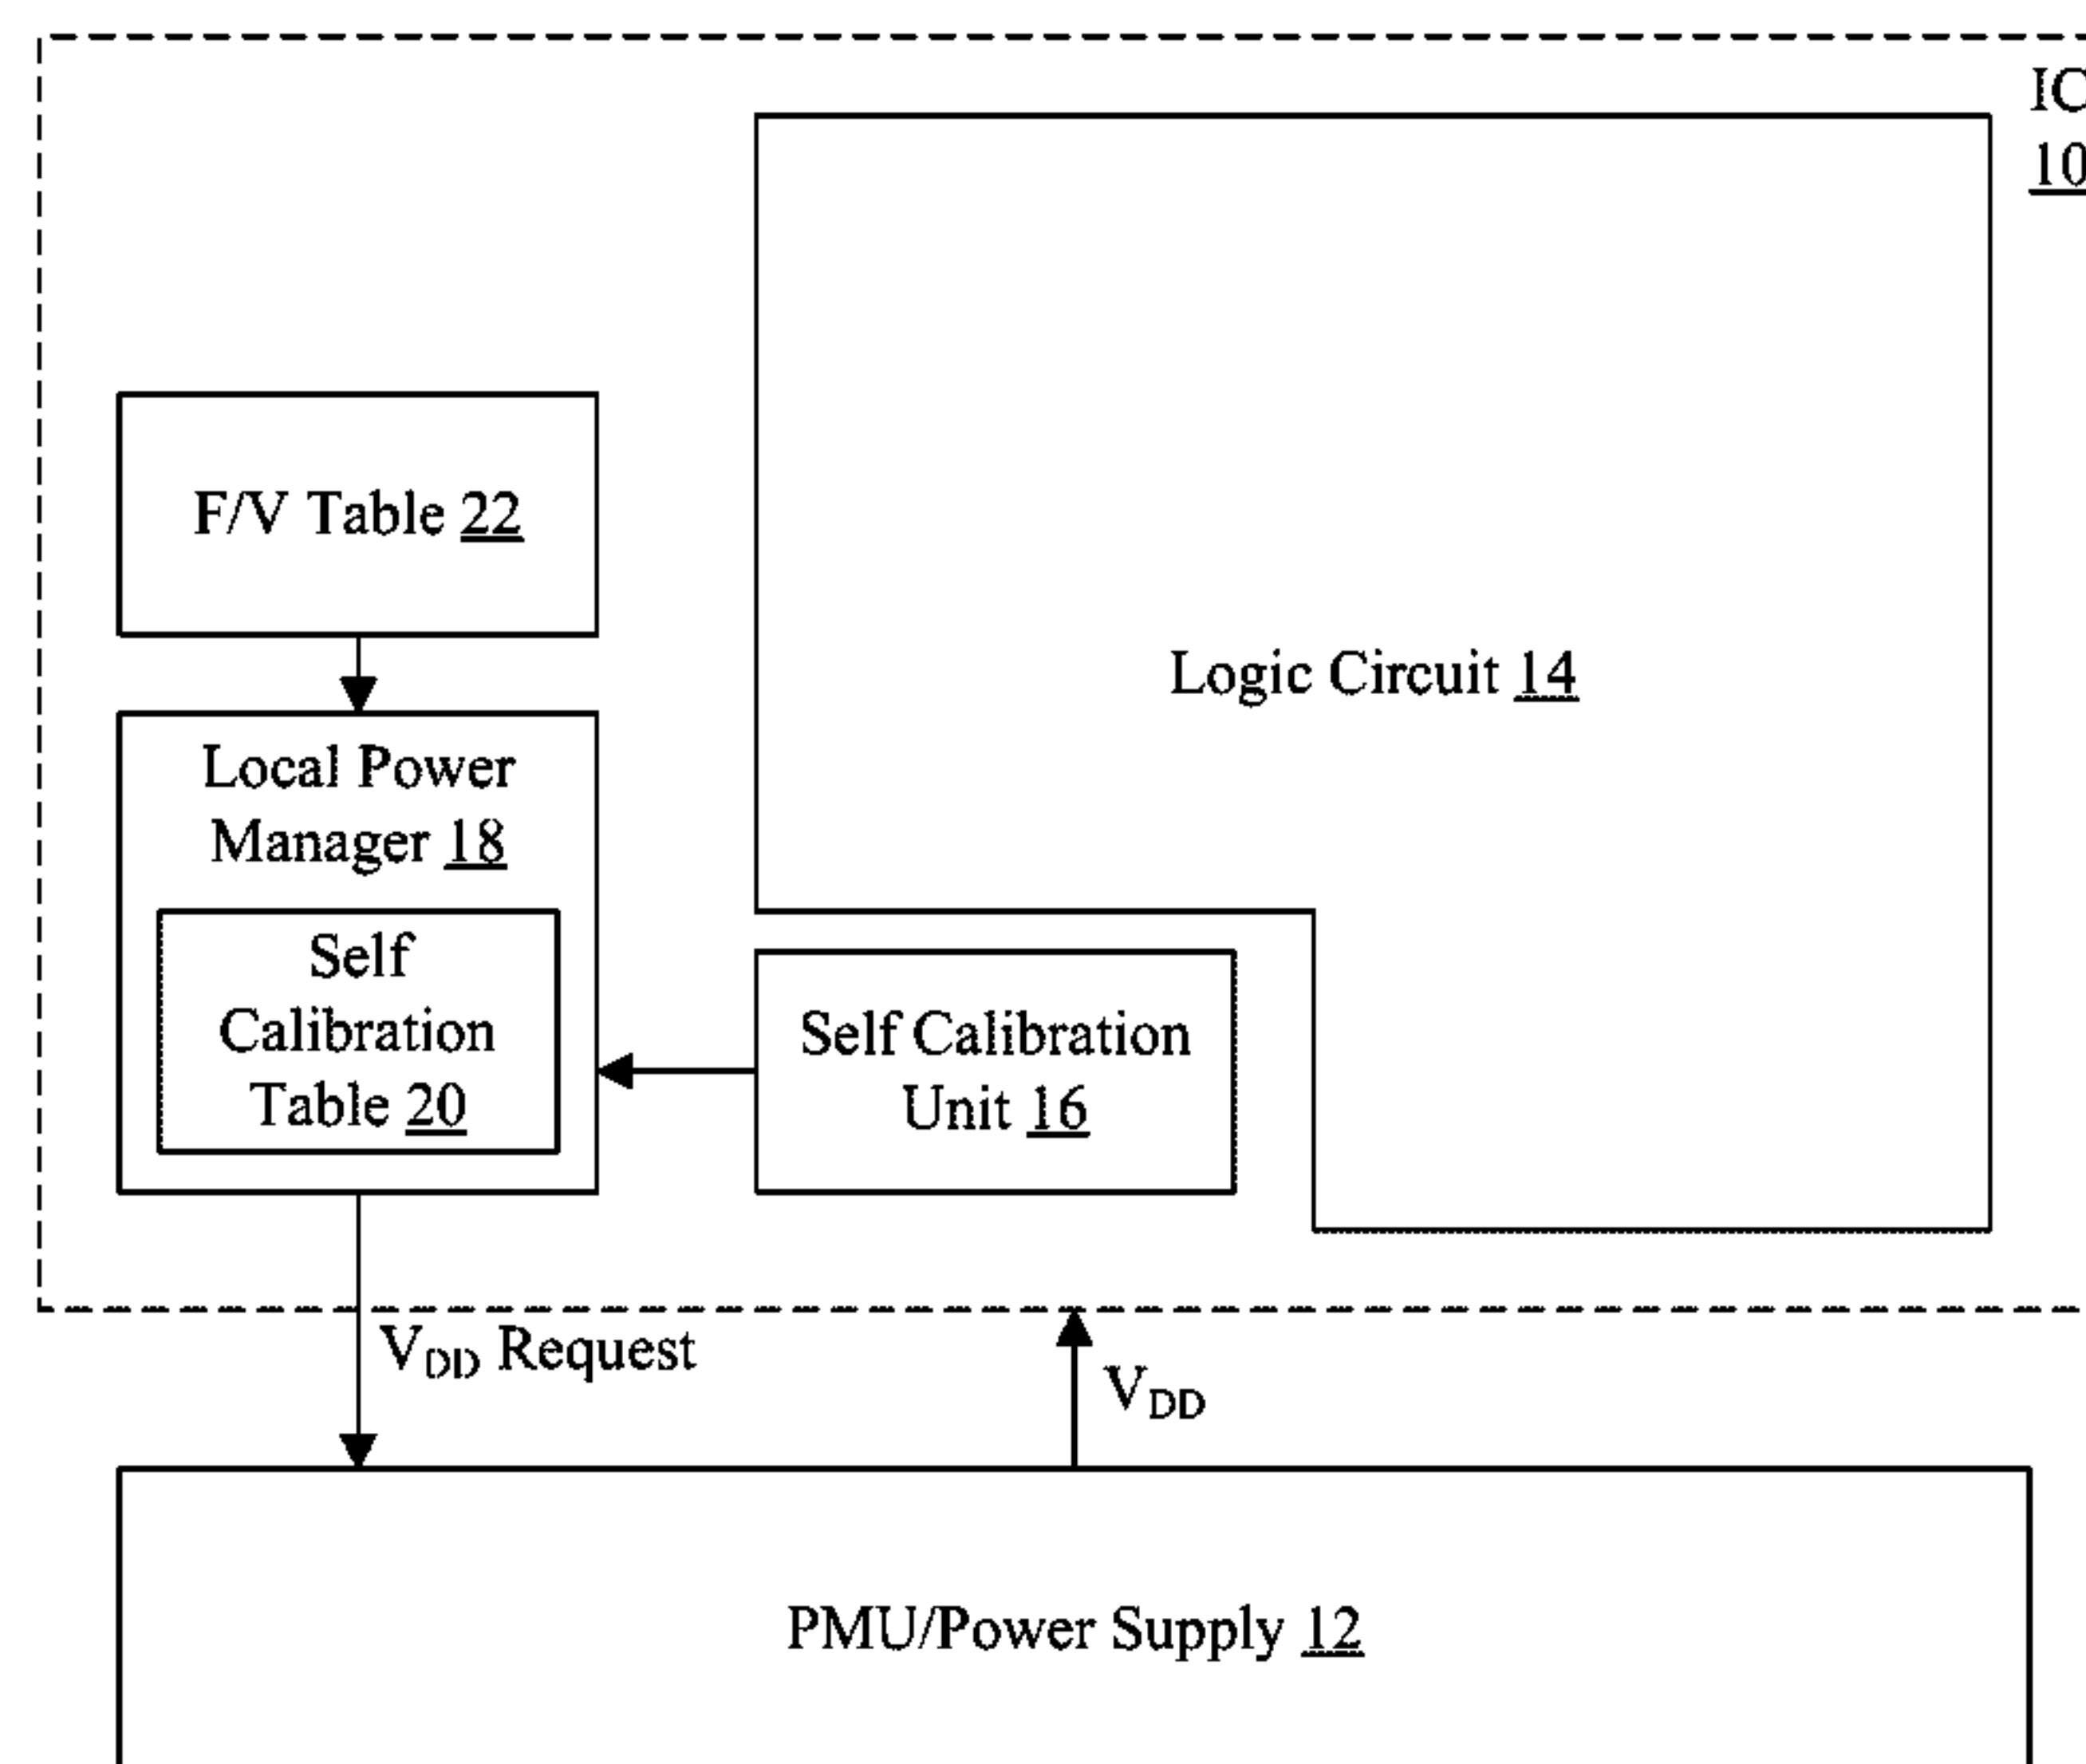 IC
10
F/V Table 22
Logic Circuit 14
Local Power
Manager 18
Self
Calibration
Table 20
Self Calibration
Unit 16
VDD Request
VDD
PMU/Power Supply 12